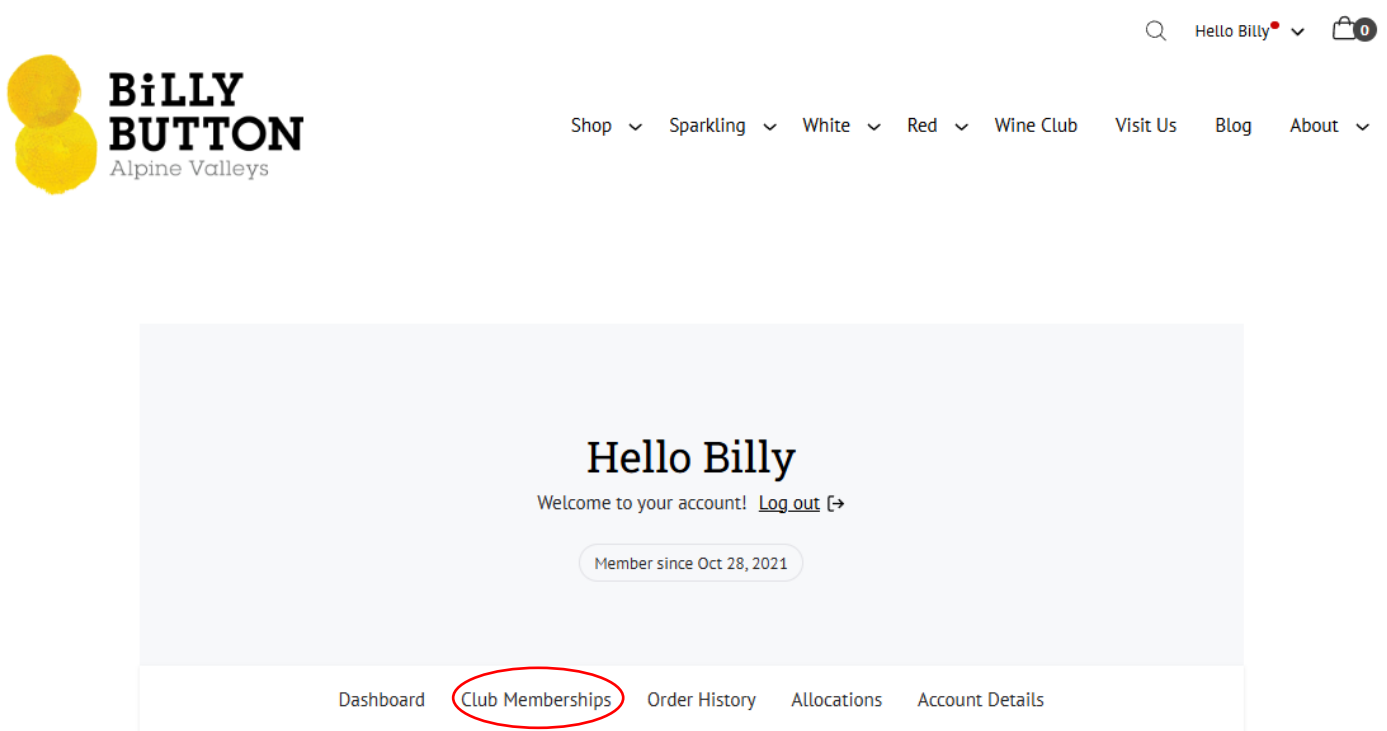 Hello Billy
0
BiLLY
BUTTON
Alpine Valleys
Shop Sparkling White Red Wine Club Visit Us Blog About
Hello Billy
Welcome to your account! Log out
Member since Oct 28, 2021
Dashboard Club Memberships Order History Allocations Account Details